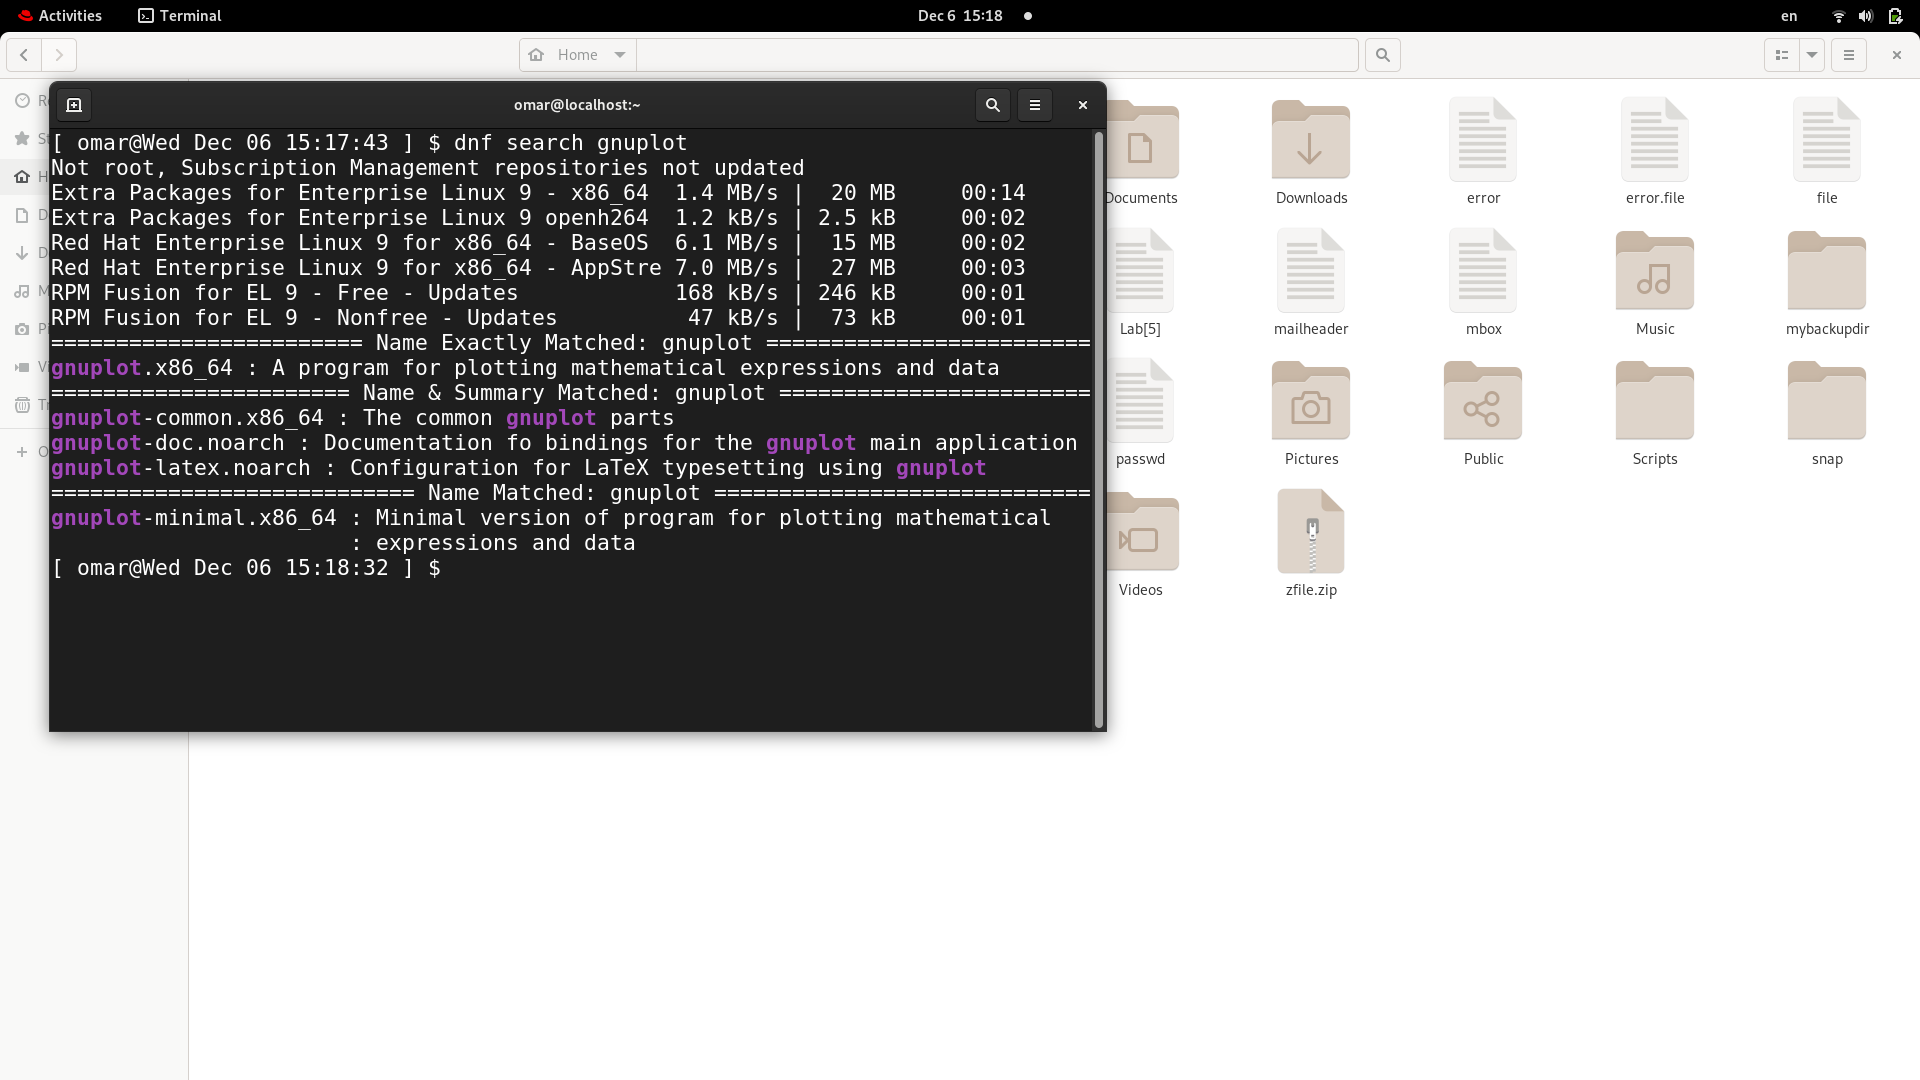 Activities
Terminal
Dec 6 15:18
en
Home
omar@localhost:~
[ omar@Wed Dec 06 15:17:43 ] $ dnf search gnuplot
Not root, Subscription Management repositories not updated
Extra Packages for Enterprise Linux 9 - x86_64  1.4 MB/s |  20 MB     00:14
Extra Packages for Enterprise Linux 9 openh264  1.2 kB/s | 2.5 kB     00:02
Red Hat Enterprise Linux 9 for x86_64 - BaseOS  6.1 MB/s |  15 MB     00:02
Red Hat Enterprise Linux 9 for x86_64 - AppStre 7.0 MB/s |  27 MB     00:03
RPM Fusion for EL 9 - Free - Updates            168 kB/s | 246 kB     00:01
RPM Fusion for EL 9 - Nonfree - Updates          47 kB/s |  73 kB     00:01
======================== Name Exactly Matched: gnuplot =========================
gnuplot.x86_64 : A program for plotting mathematical expressions and data
======================= Name & Summary Matched: gnuplot ========================
gnuplot-common.x86_64 : The common gnuplot parts
gnuplot-doc.noarch : Documentation fo bindings for the gnuplot main application
gnuplot-latex.noarch : Configuration for LaTeX typesetting using gnuplot
============================ Name Matched: gnuplot =============================
gnuplot-minimal.x86_64 : Minimal version of program for plotting mathematical
                       : expressions and data
[ omar@Wed Dec 06 15:18:32 ] $
Documents
Downloads
error
error.file
file
Lab[5]
mailheader
mbox
Music
mybackupdir
passwd
Pictures
Public
Scripts
snap
Videos
zfile.zip